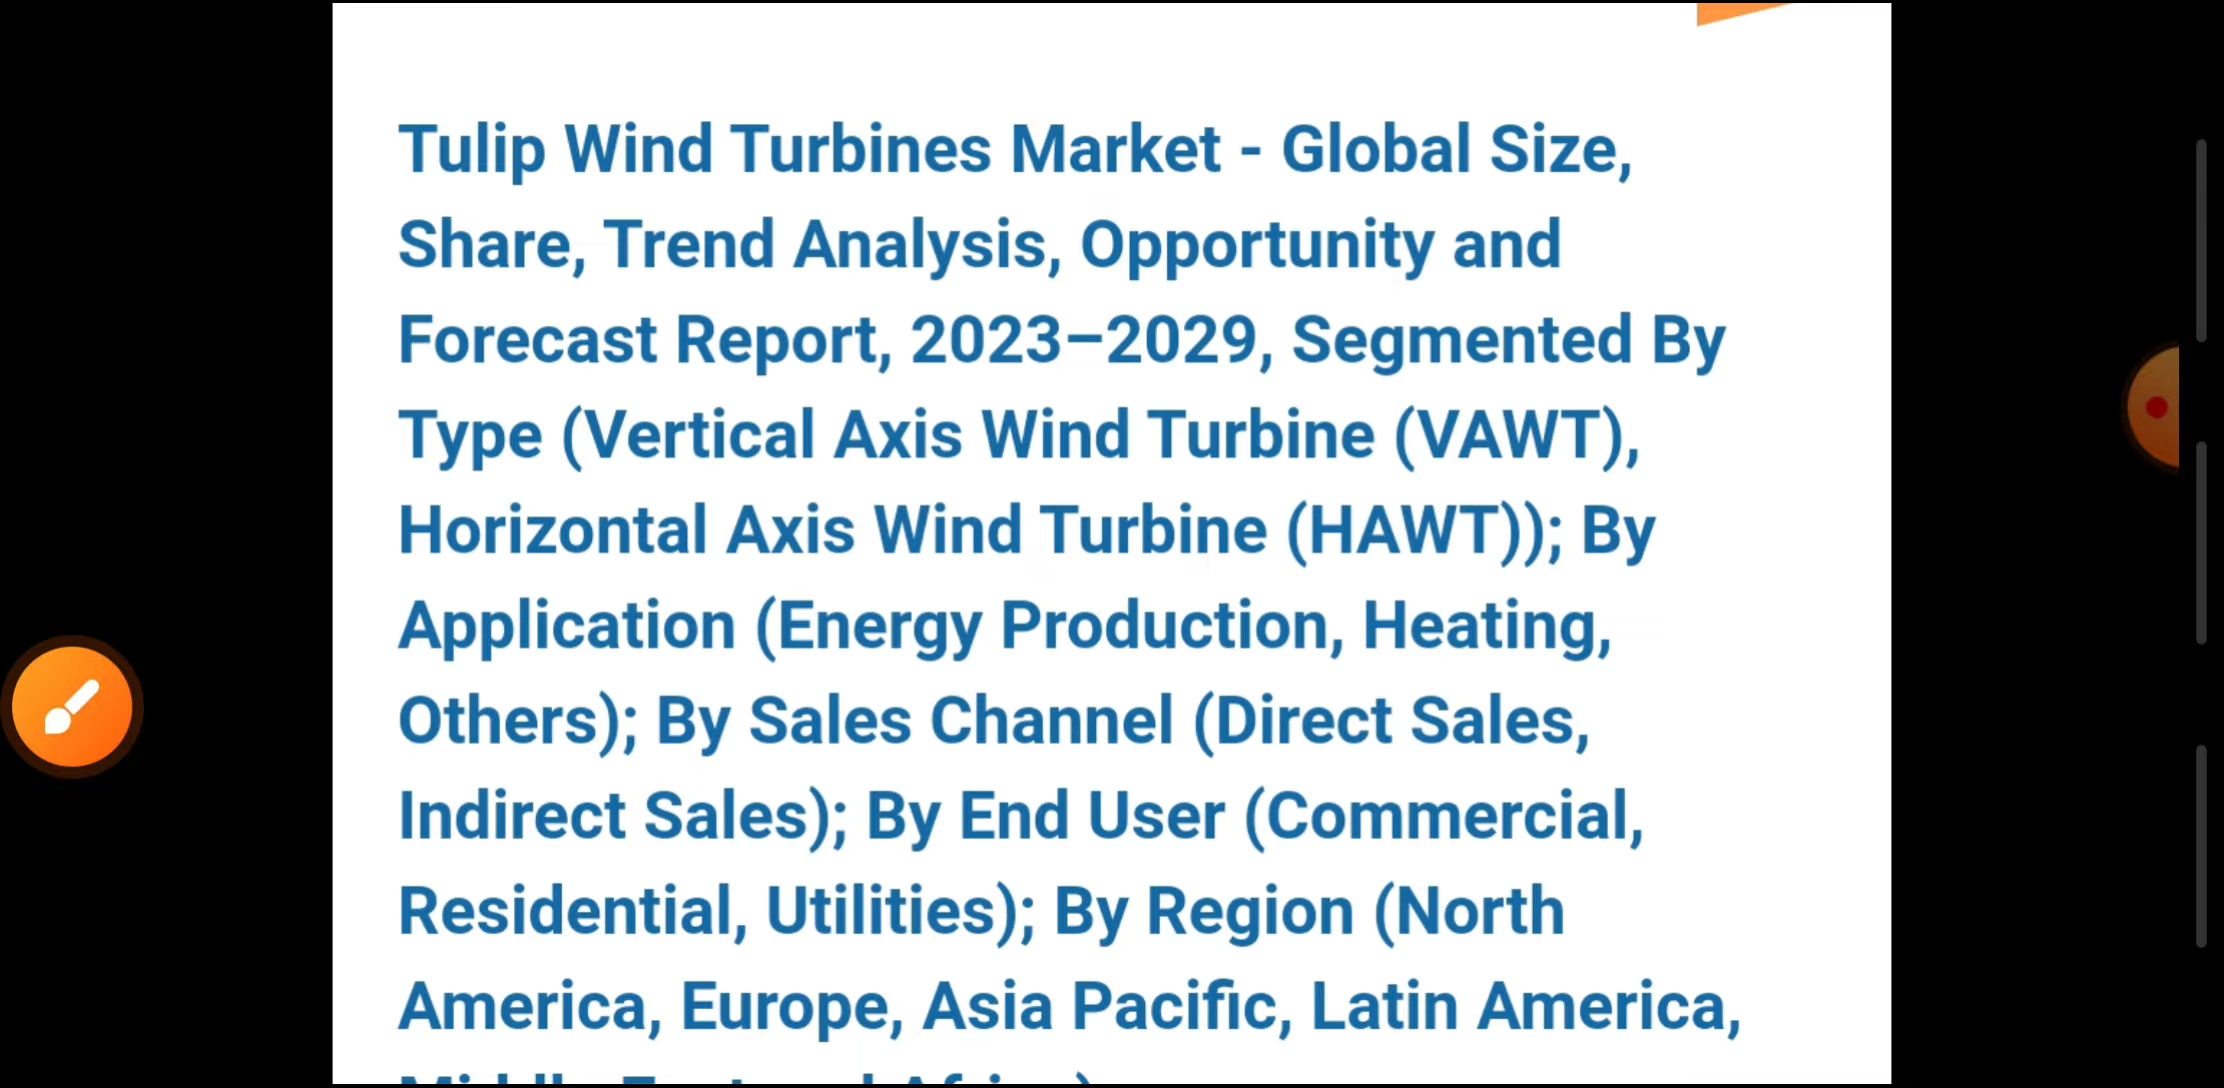 Tulip Wind Turbines Market - Global Size,
Share, Trend Analysis, Opportunity and
Forecast Report, 2023–2029, Segmented By
Type (Vertical Axis Wind Turbine (VAWT),
Horizontal Axis Wind Turbine (HAWT)); By
Application (Energy Production, Heating,
Others); By Sales Channel (Direct Sales,
Indirect Sales); By End User (Commercial,
Residential, Utilities); By Region (North
America, Europe, Asia Pacific, Latin America,